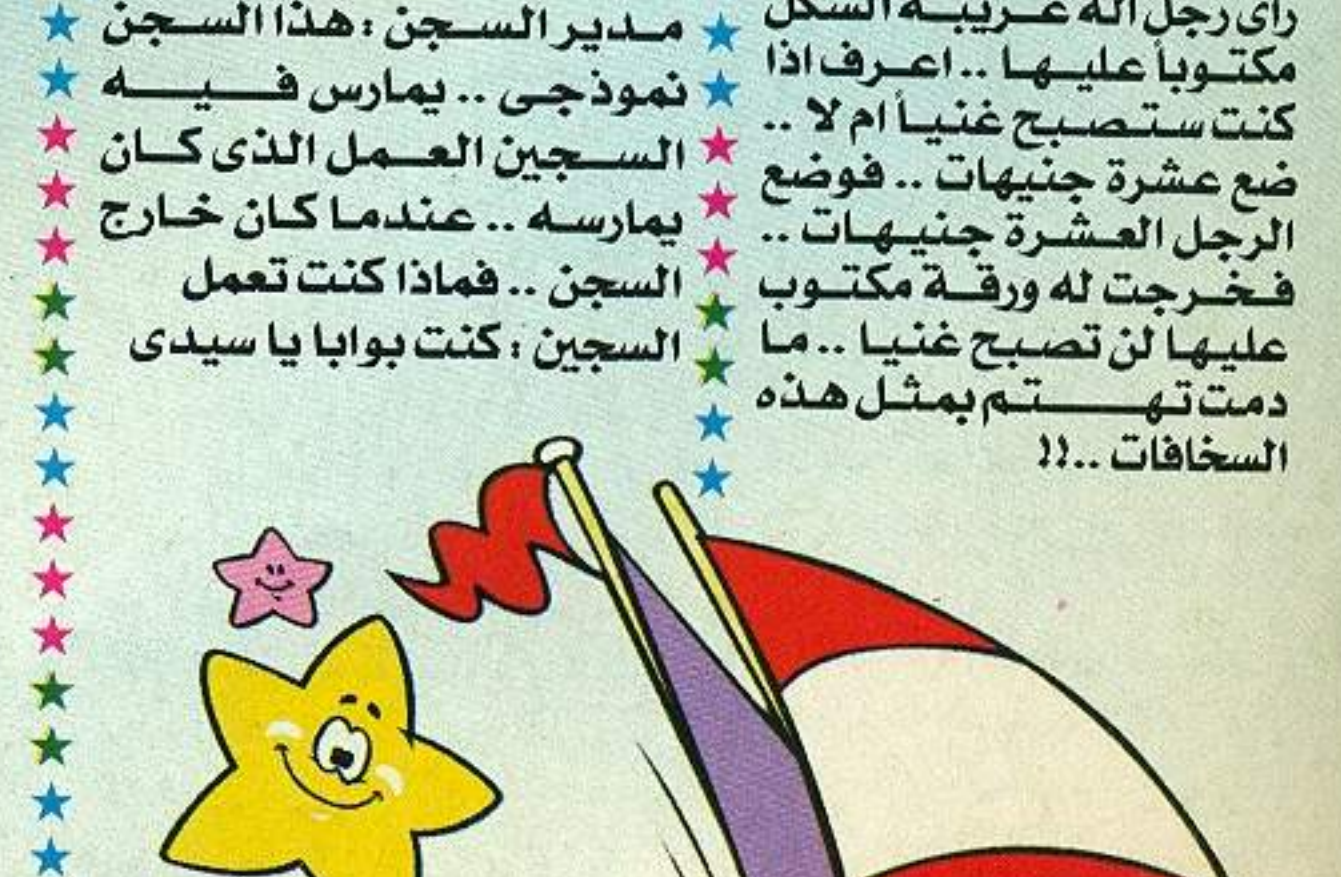 رأى رجل آلة غريبة الشكل
مكتوباً عليها .. اعرف اذا
كنت ستصبح غنياً ام لا ..
ضع عشرة جنيهات .. فوضع
الرجل العشرة جنيهات ..
فخرجت له ورقة مكتوب
عليها لن تصبح غنيا .. ما
دمت تهتم بمثل هذه
السخافات ..!!
مدير السجن : هذا السجن
نموذجى .. يمارس فيه
السجين العمل الذى كان
يمارسه .. عندما كان خارج
السجن .. فماذا كنت تعمل
السجين : كنت بوابا يا سيدى